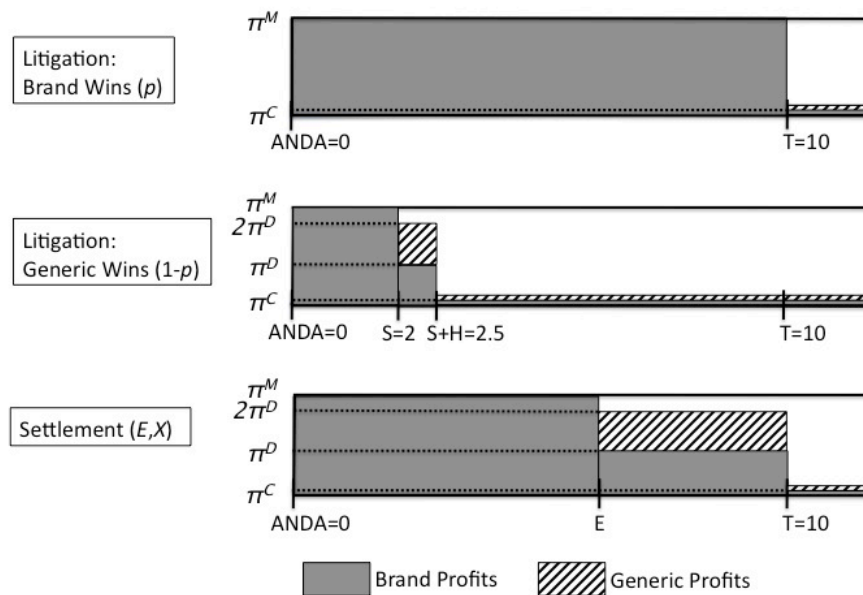 π^M
Litigation:
Brand Wins (p)
π^C
ANDA=0
T=10
π^M
2π^D
Litigation:
Generic Wins (1-p)
π^D
π^C
ANDA=0
S=2
S+H=2.5
T=10
π^M
2π^D
Settlement (E,X)
π^D
π^C
ANDA=0
E
T=10
Brand Profits
Generic Profits